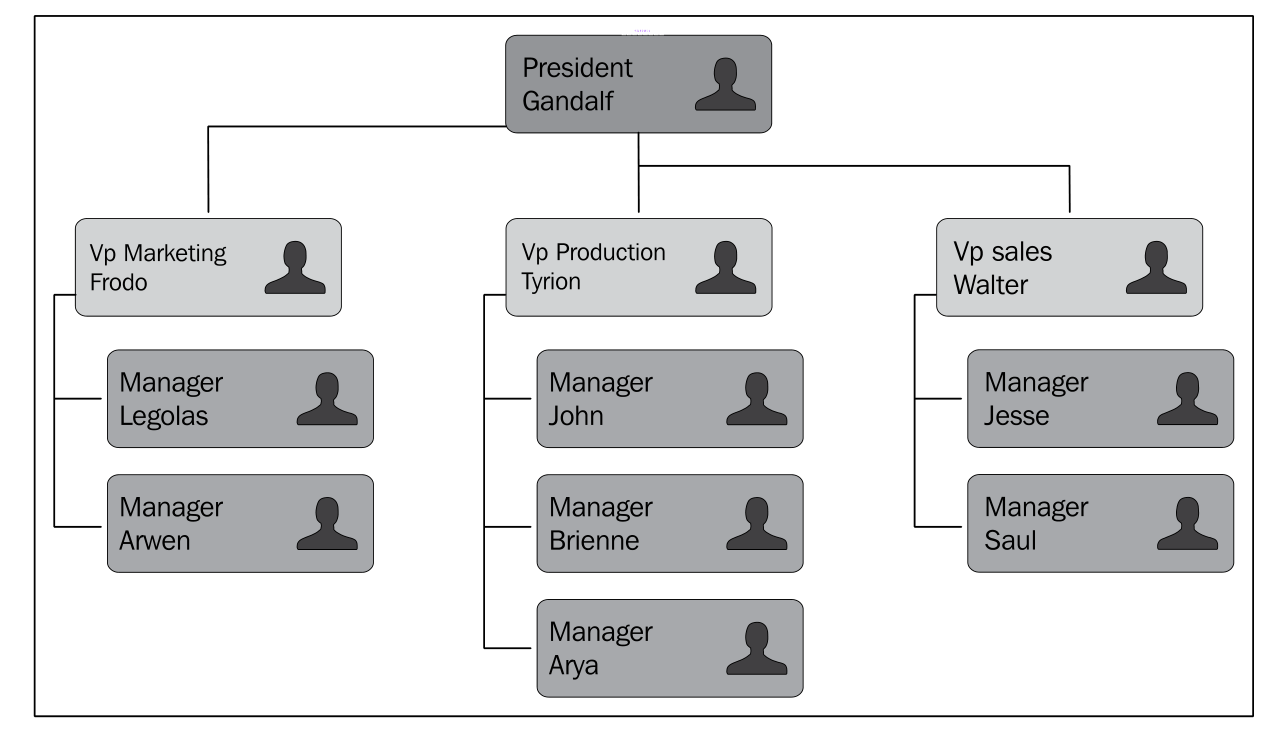 President
Gandalf
Vp Marketing
Frodo
Vp Production
Tyrion
Vp sales
Walter
Manager
Legolas
Manager
John
Manager
Jesse
Manager
Arwen
Manager
Brienne
Manager
Saul
Manager
Arya